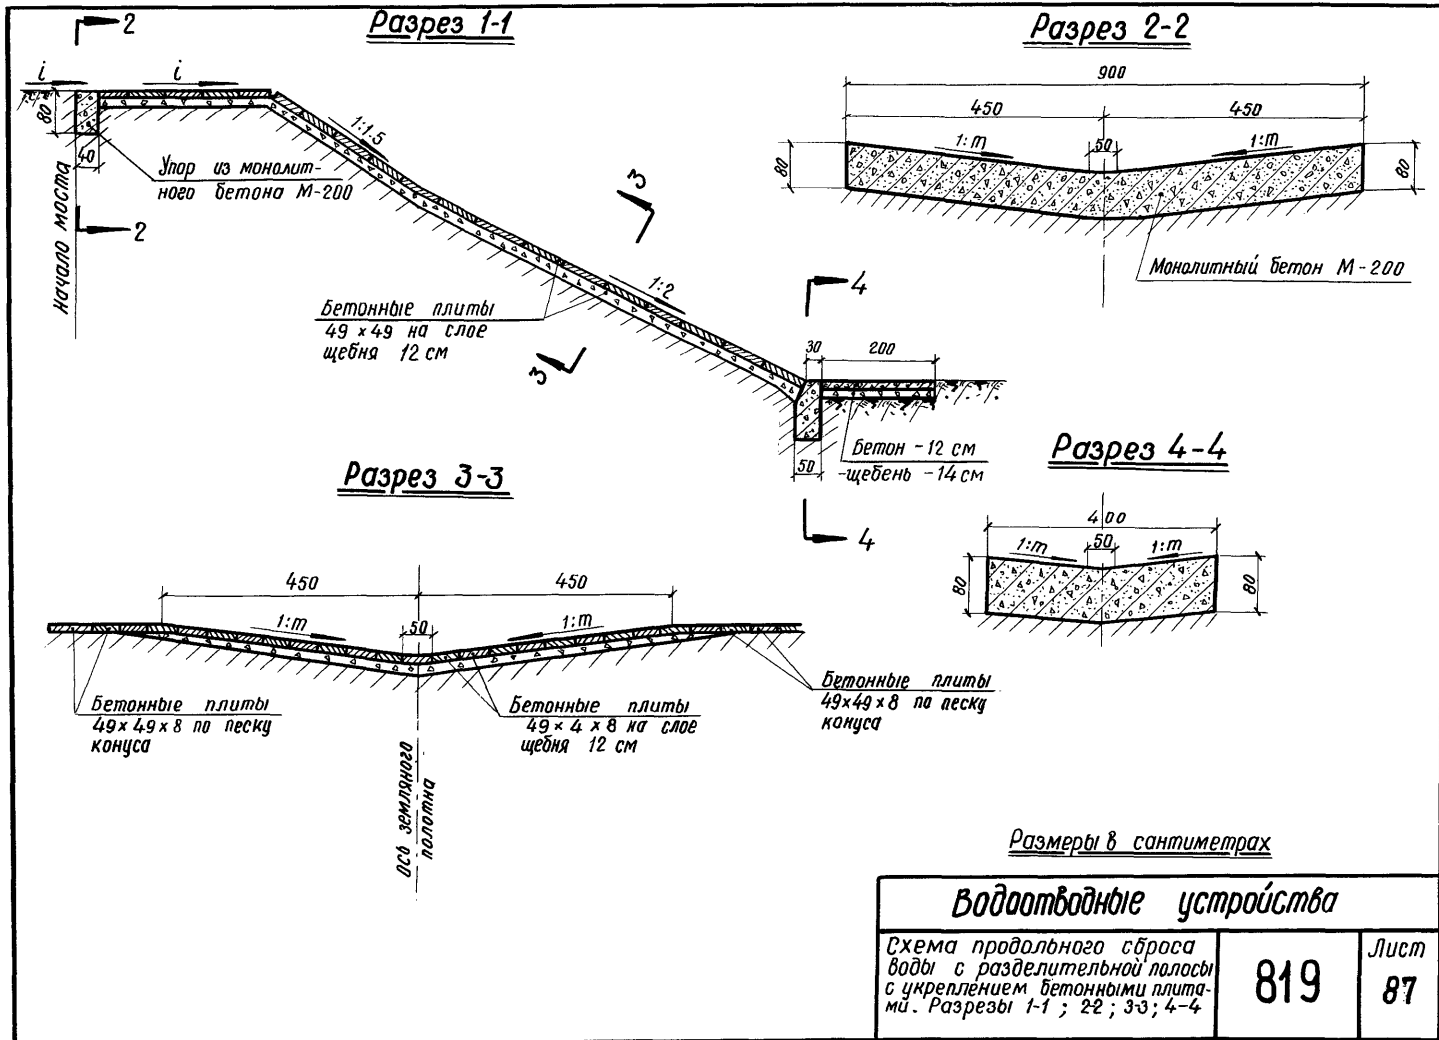 Разрез 1-1
2
i
i
80
40
Упор из монолит-
ного бетона М-200
начало моста
2
1:1.5
3
1:2
Бетонные плиты
49 × 49 на слое
щебня 12 см
3
4
30
200
Бетон - 12 см
-щебень - 14 см
50
4
Разрез 2-2
900
450
450
1:m
50
1:m
80
80
Монолитный бетон М-200
Разрез 3-3
450
450
1:m
50
1:m
Бетонные плиты
49×49×8 по песку
конуса
Бетонные плиты
49×4×8 на слое
щебня 12 см
Бетонные плиты
49×49×8 по песку
конуса
ось земляного
полотна
Разрез 4-4
400
1:m
50
1:m
80
80
Размеры в сантиметрах
Водоотводные устройства
Схема продольного сброса
воды с разделительной полосы
с укреплением бетонными плита-
ми. Разрезы 1-1 ; 2-2 ; 3-3; 4-4
819
Лист
87